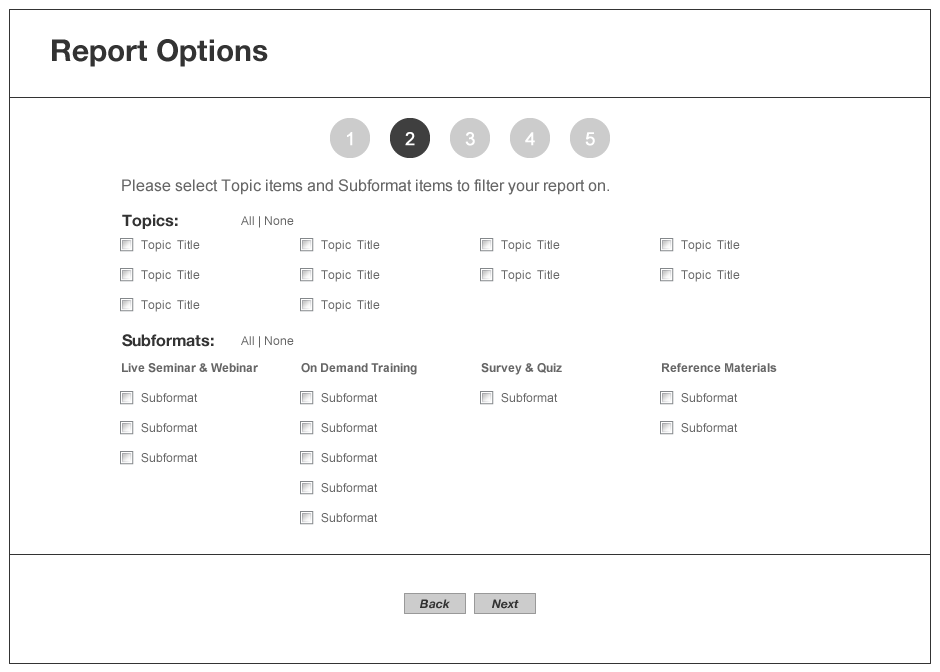 Report Options
1 2 3 4 5
Please select Topic items and Subformat items to filter your report on.
Topics: All | None
Topic Title Topic Title Topic Title Topic Title
Topic Title Topic Title Topic Title Topic Title
Topic Title Topic Title
Subformats: All | None
Live Seminar & Webinar On Demand Training Survey & Quiz Reference Materials
Subformat Subformat Subformat Subformat
Subformat Subformat Subformat
Subformat Subformat
Subformat
Subformat
Back Next